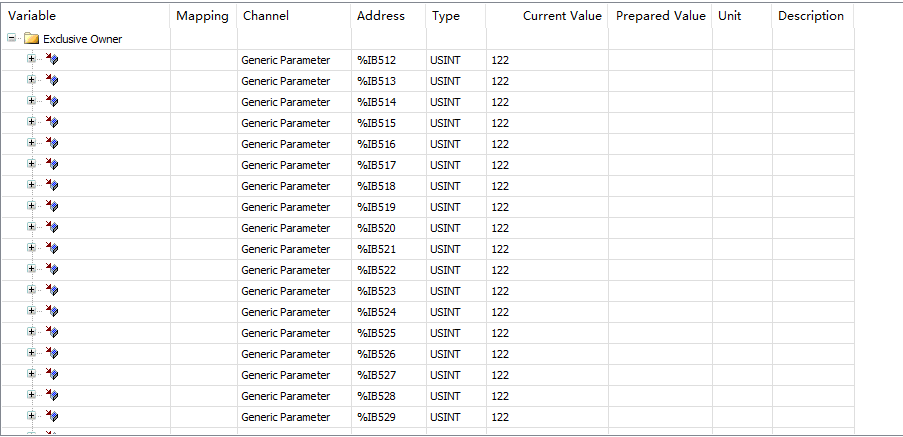 Variable Mapping Channel Address Type Current Value Prepared Value Unit Description
Exclusive Owner
Generic Parameter %IB512 USINT 122
Generic Parameter %IB513 USINT 122
Generic Parameter %IB514 USINT 122
Generic Parameter %IB515 USINT 122
Generic Parameter %IB516 USINT 122
Generic Parameter %IB517 USINT 122
Generic Parameter %IB518 USINT 122
Generic Parameter %IB519 USINT 122
Generic Parameter %IB520 USINT 122
Generic Parameter %IB521 USINT 122
Generic Parameter %IB522 USINT 122
Generic Parameter %IB523 USINT 122
Generic Parameter %IB524 USINT 122
Generic Parameter %IB525 USINT 122
Generic Parameter %IB526 USINT 122
Generic Parameter %IB527 USINT 122
Generic Parameter %IB528 USINT 122
Generic Parameter %IB529 USINT 122